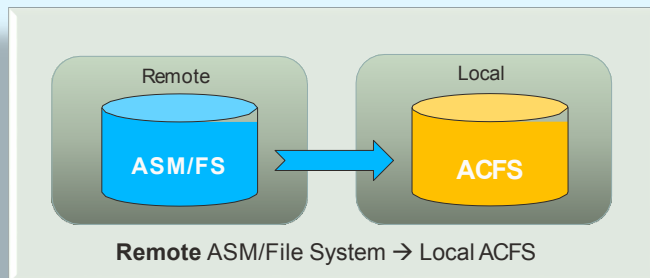 Remote
Local
ASM/FS
ACFS
Remote ASM/File System → Local ACFS